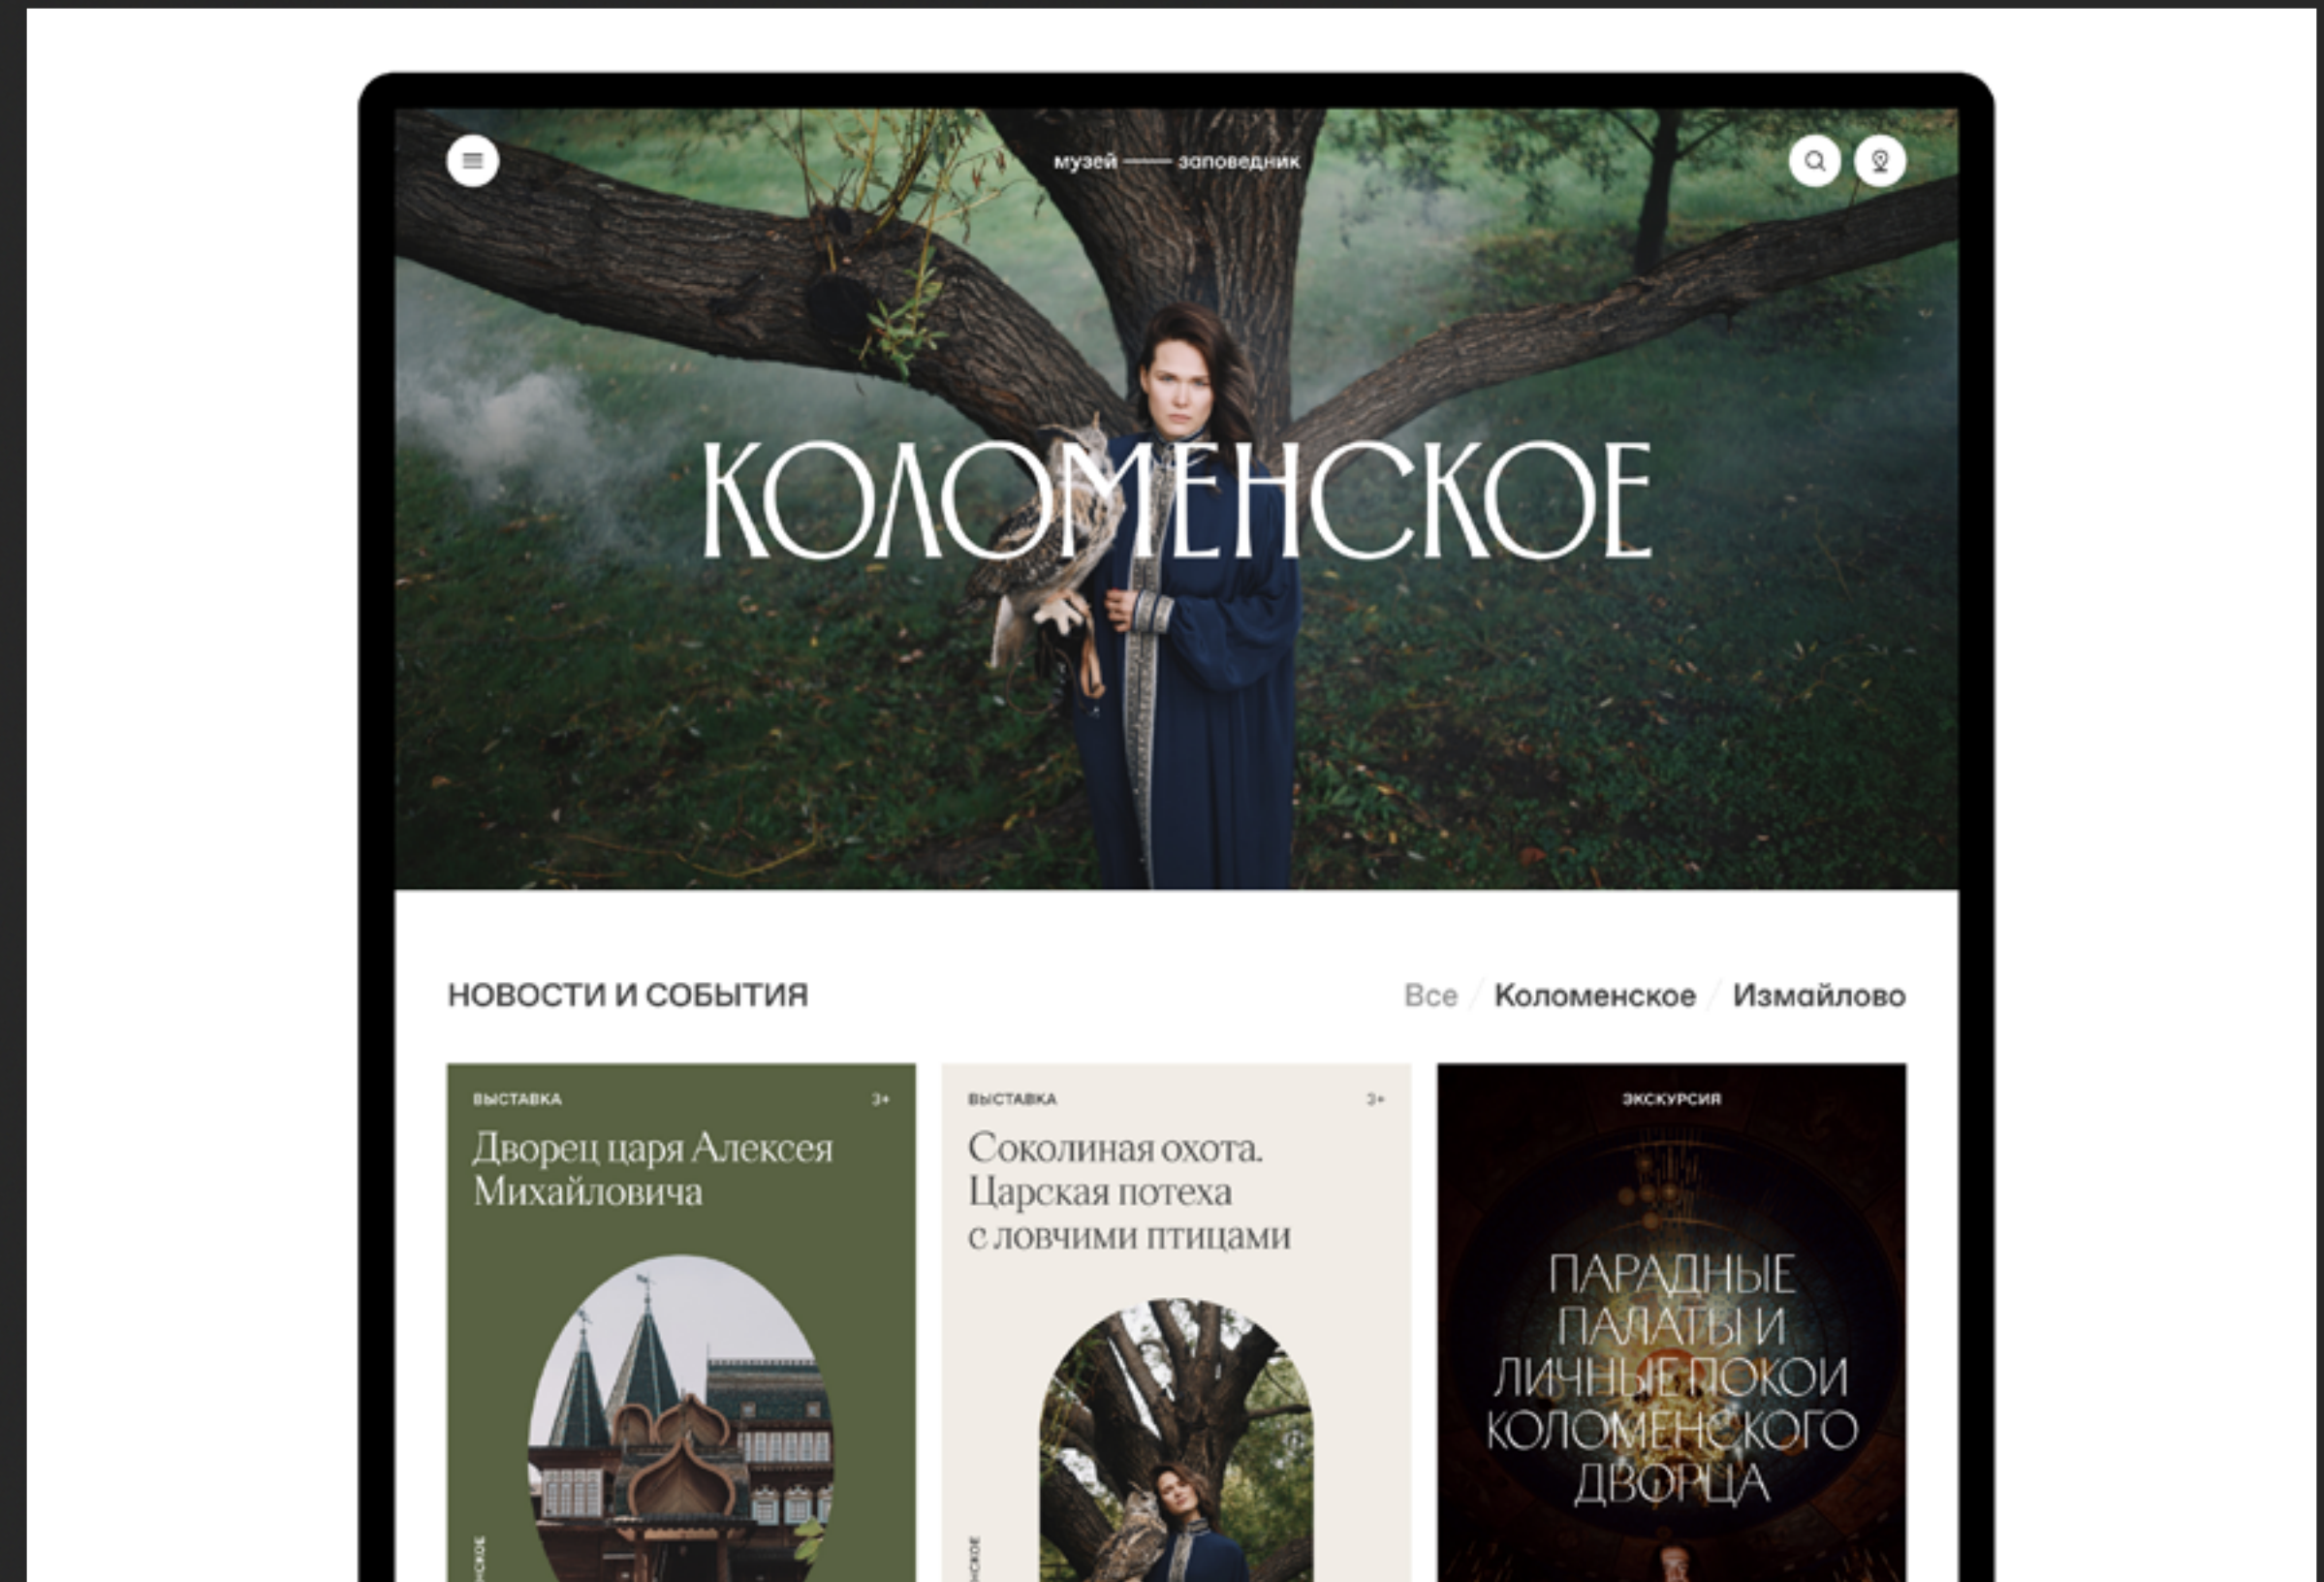 музей — заповедник
КОЛОМЕНСКОЕ
НОВОСТИ И СОБЫТИЯ
Все / Коломенское / Измайлово
ВЫСТАВКА 3+
Дворец царя Алексея
Михайловича
ВЫСТАВКА 3+
Соколиная охота.
Царская потеха
с ловчими птицами
ЭКСКУРСИЯ
ПАРАДНЫЕ
ПАЛАТЫ И
ЛИЧНЫЕ ПОКОИ
КОЛОМЕНСКОГО
ДВОРЦА